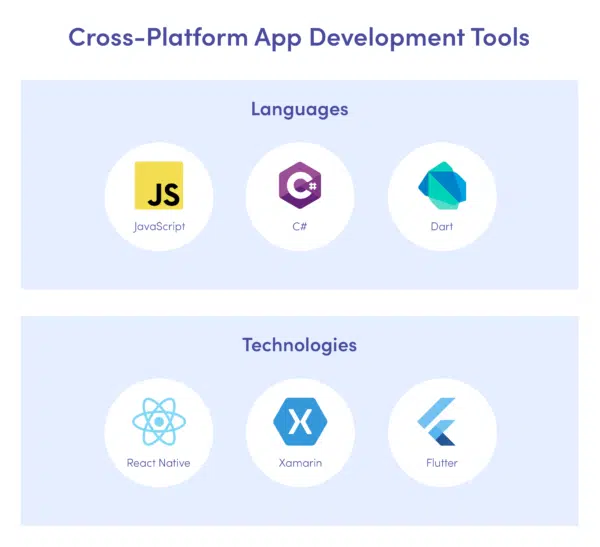 Cross-Platform App Development Tools
Languages
JS
C#
JavaScript
C#
Dart
Technologies
X
React Native
Xamarin
Flutter